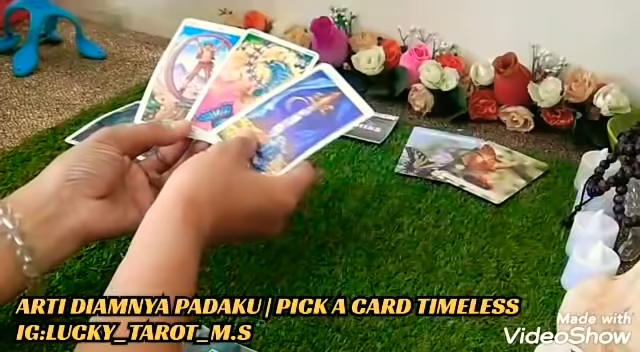 ARTI DIAMNYA PADAKU | PICK A CARD TIMELESS
IG:LUCKY_TAROT_M.S
Made with
VideoShow